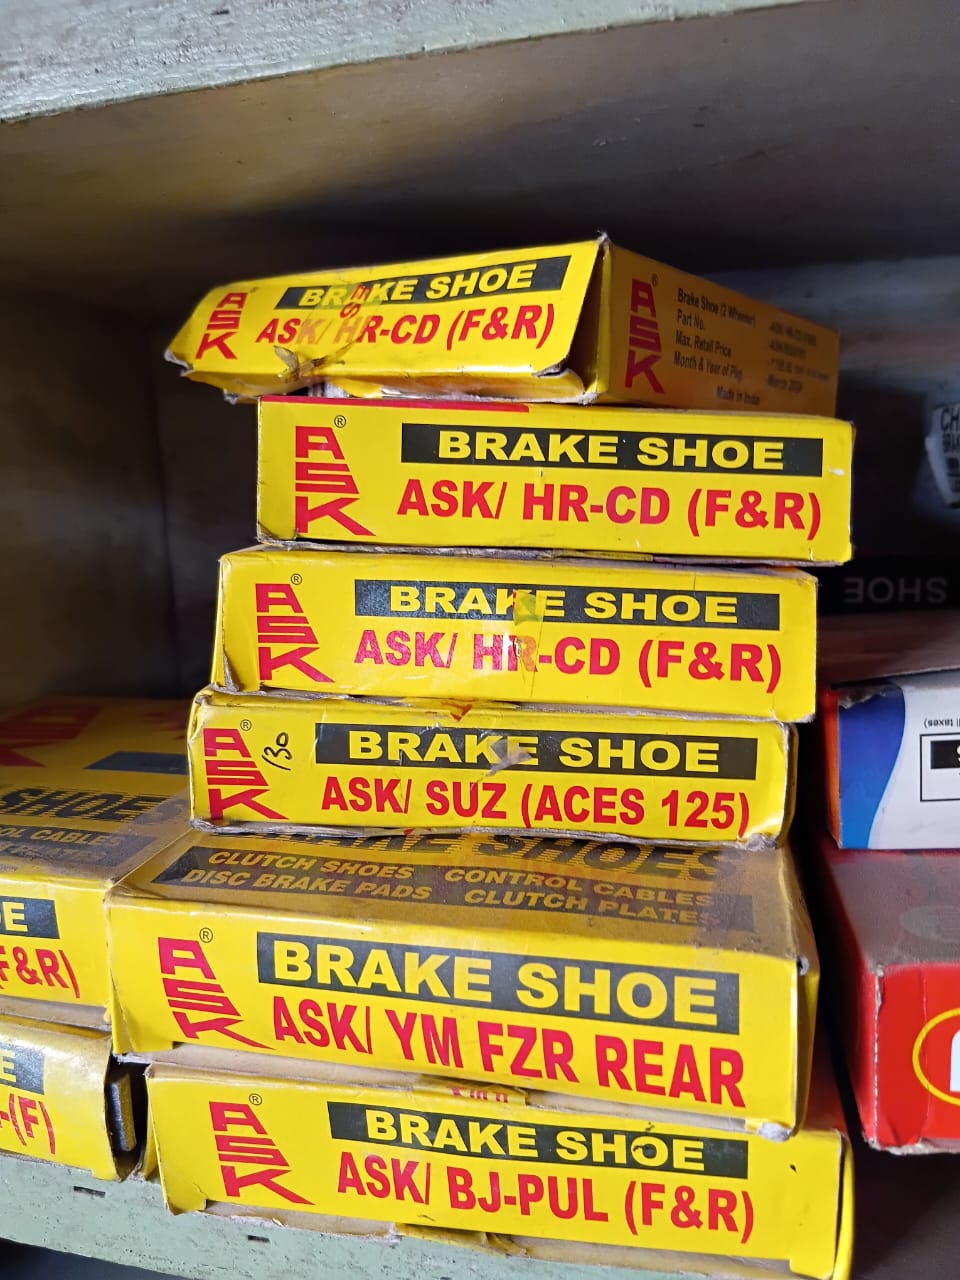 ASK®
BRAKE SHOE
ASK/ HR-CD (F&R)
ASK®
Brake Shoe (2 Wheeler)
Part No.
Max. Retail Price
Month & Year of Pkg.
Made in India
ASK®
BRAKE SHOE
ASK/ HR-CD (F&R)
ASK®
BRAKE SHOE
ASK/ HR-CD (F&R)
SHOE
ASK®
130
BRAKE SHOE
ASK/ SUZ (ACES 125)
SHOE
CLUTCH SHOES CONTROL CABLES
DISC BRAKE PADS CLUTCH PLATES
ASK®
BRAKE SHOE
ASK/ YM FZR REAR
F&R)
(F)
ASK®
BRAKE SHOE
ASK/ BJ-PUL (F&R)